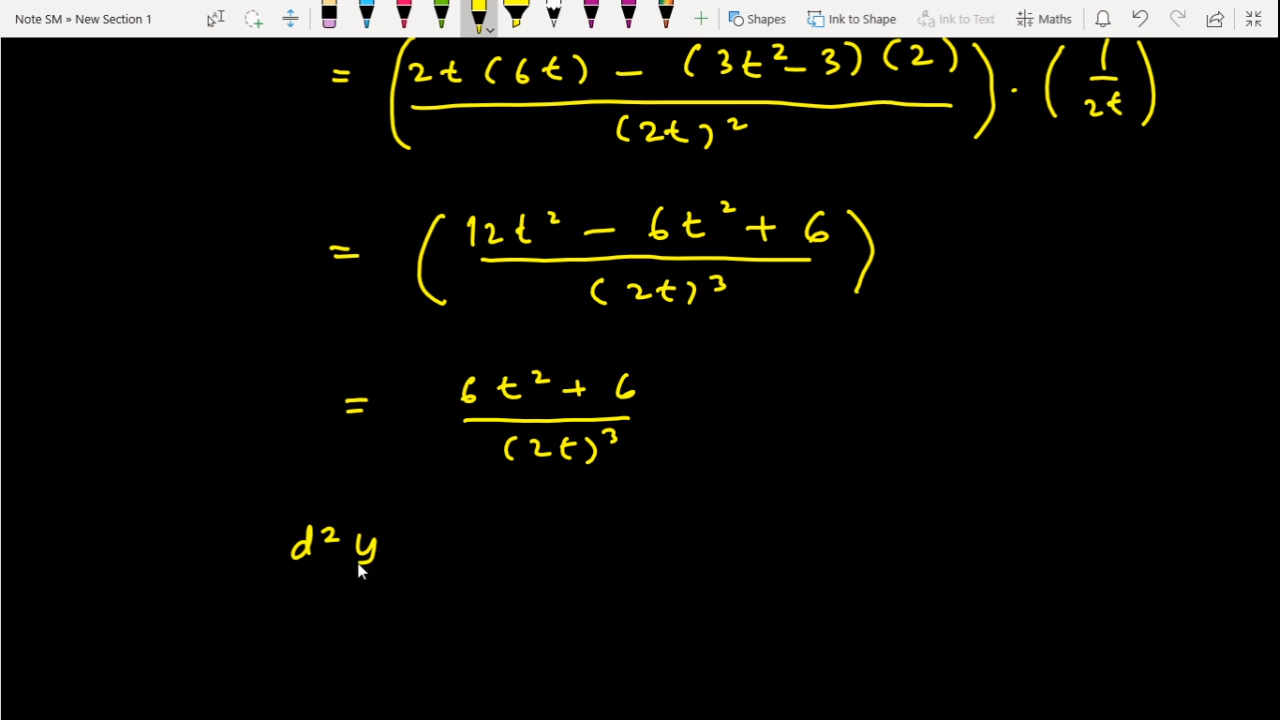 Note SM » New Section 1 Shapes Ink to Shape Ink to Text Maths
= (2t(6t) - (3t²-3)(2) / (2t)²) · (1/2t)
= (12t² - 6t² + 6 / (2t)³)
= 6t² + 6 / (2t)³
d²y